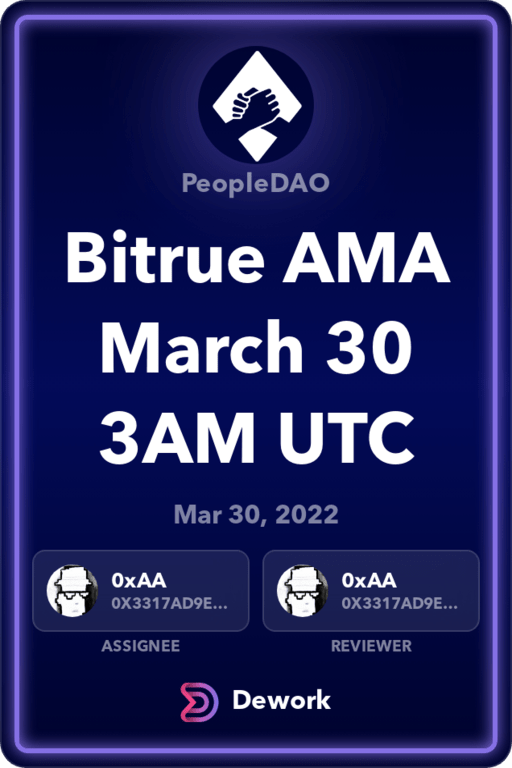 PeopleDAO
Bitrue AMA
March 30
3AM UTC
Mar 30, 2022
0xAA
0X3317AD9E...
ASSIGNEE
0xAA
0X3317AD9E...
REVIEWER
Dework